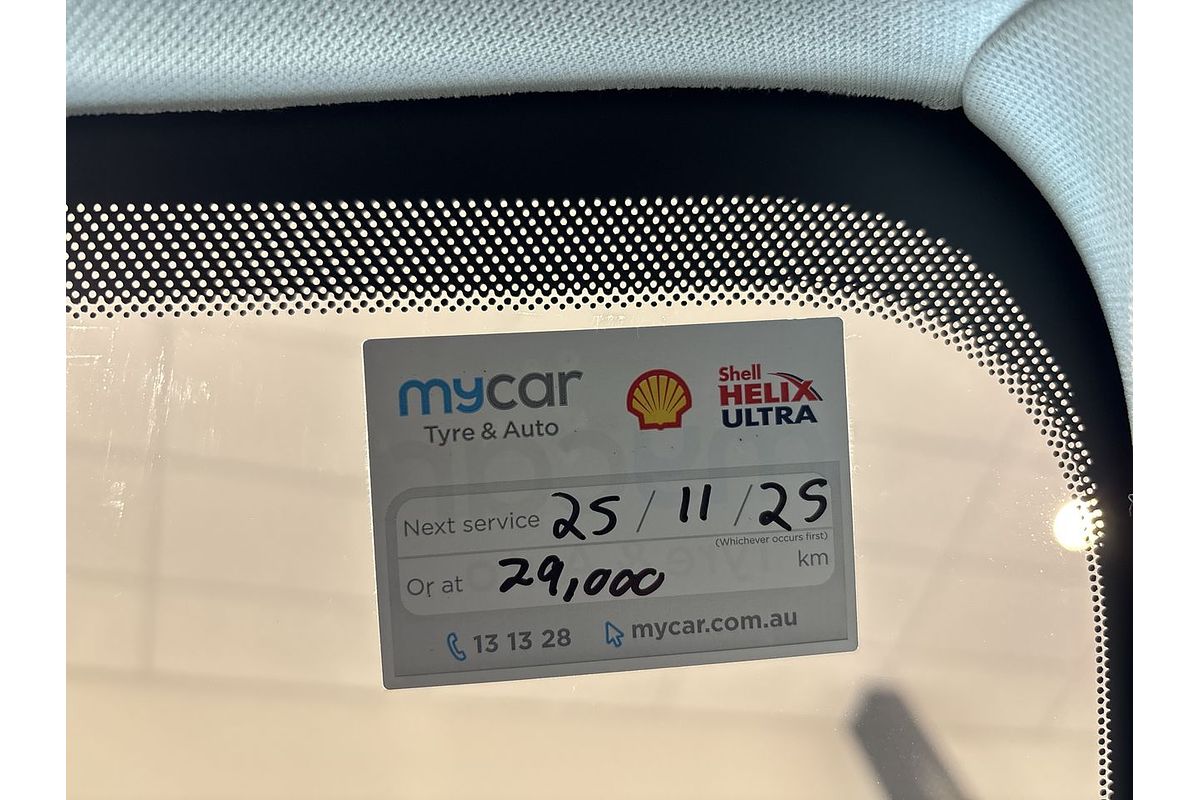 mycar
Tyre & Auto
Shell
HELIX
ULTRA
Next service 25 / 11 / 25
(Whichever occurs first)
Or at 29,000 km
13 13 28 mycar.com.au